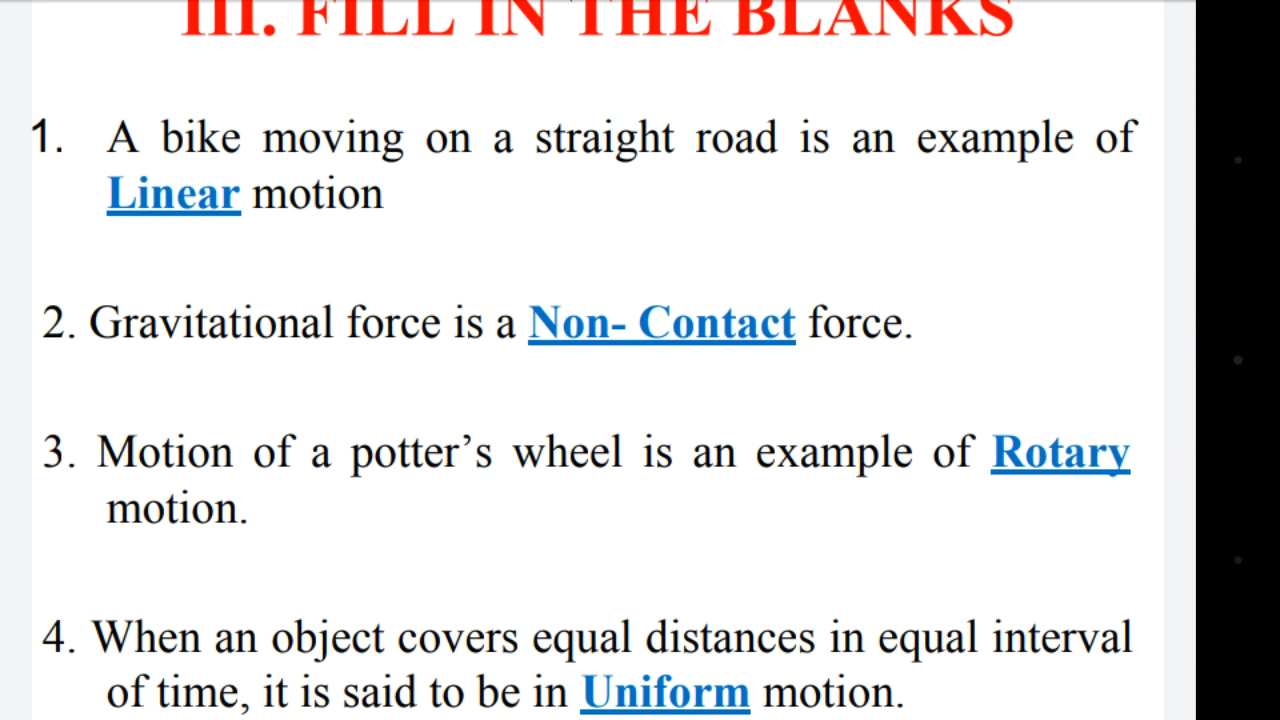 III. FILL IN THE BLANKS
1. A bike moving on a straight road is an example of
Linear motion
2. Gravitational force is a Non- Contact force.
3. Motion of a potter’s wheel is an example of Rotary
motion.
4. When an object covers equal distances in equal interval
of time, it is said to be in Uniform motion.